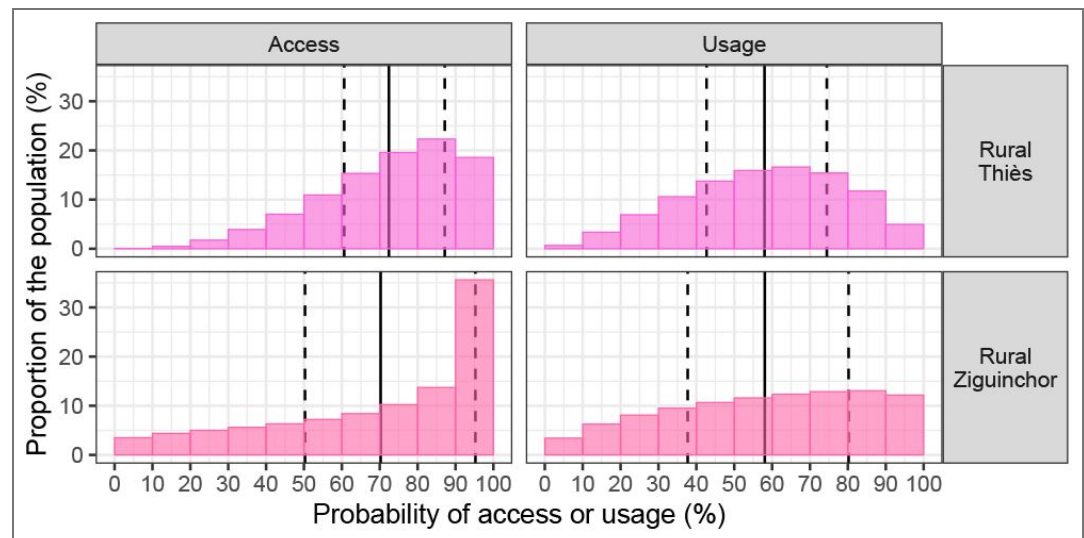 Access
Usage
Proportion of the population (%)
30
20
10
0
Rural
Thiès
30
20
10
0
Rural
Ziguinchor
0 10 20 30 40 50 60 70 80 90 100
0 10 20 30 40 50 60 70 80 90 100
Probability of access or usage (%)